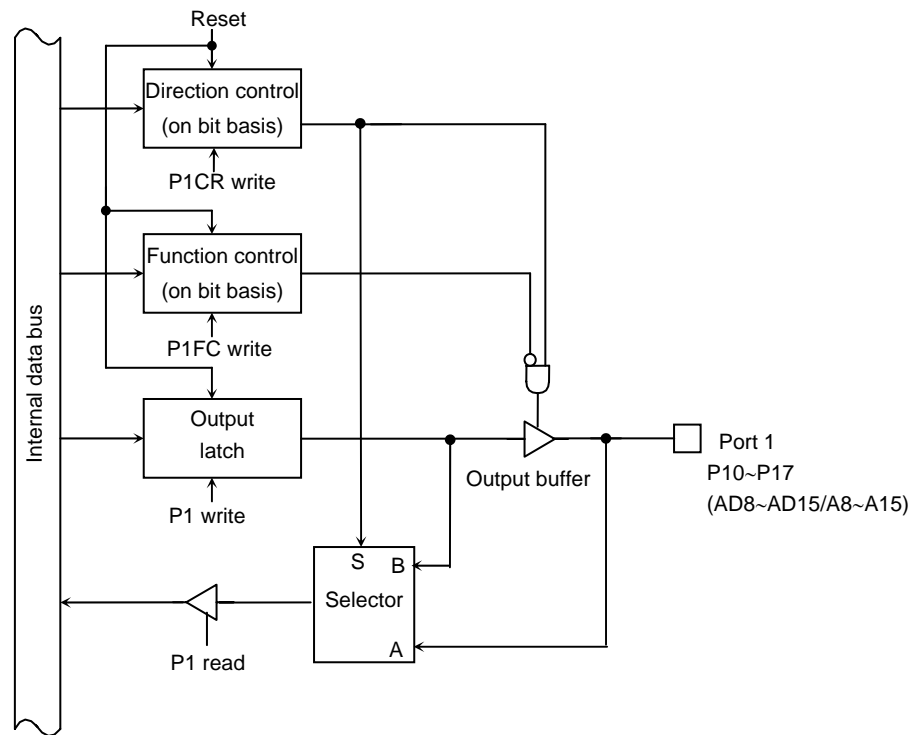 Reset
Direction control
(on bit basis)
P1CR write
Function control
(on bit basis)
P1FC write
Internal data bus
Output
latch
P1 write
Output buffer
Port 1
P10~P17
(AD8~AD15/A8~A15)
S
B
Selector
A
P1 read